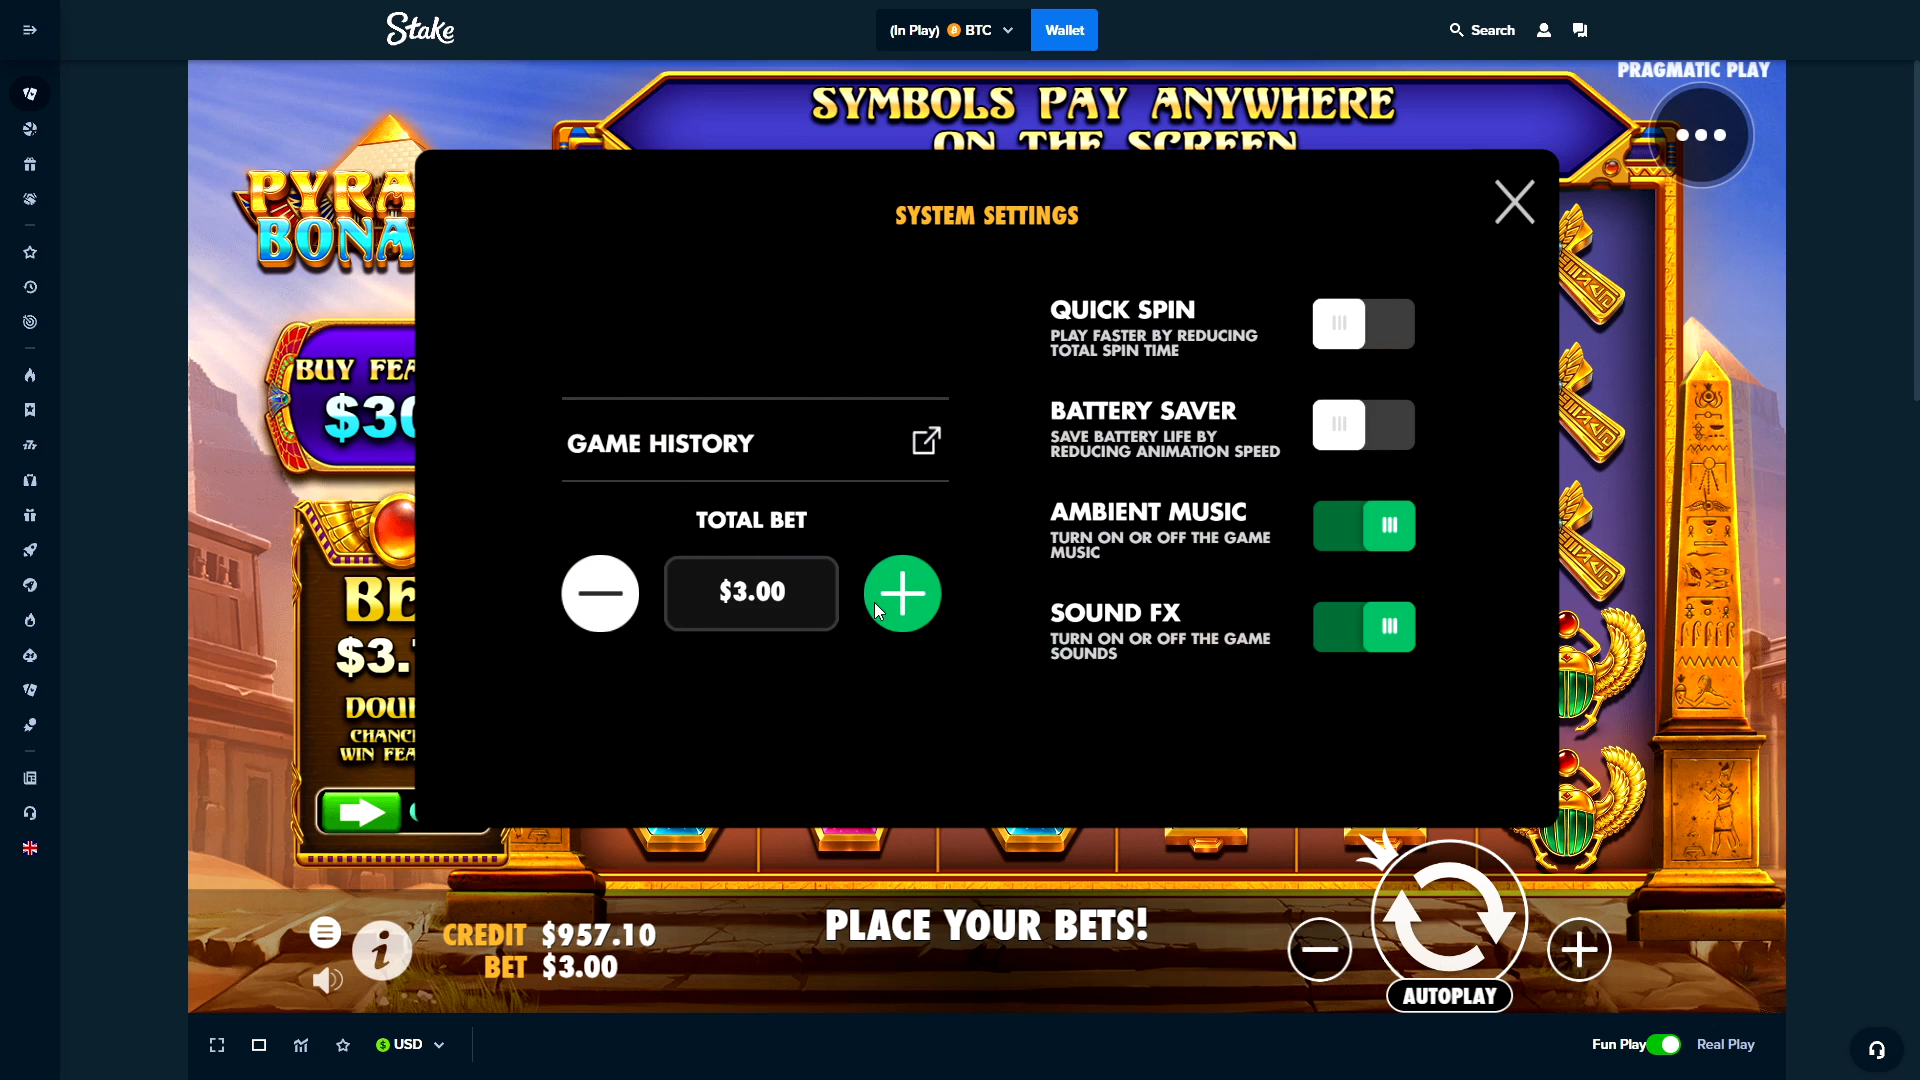 Stake
(In Play) BTC
Wallet
Search
PRAGMATIC PLAY
SYMBOLS PAY ANYWHERE
ON THE SCREEN
PYRA
BONA
SYSTEM SETTINGS
QUICK SPIN
PLAY FASTER BY REDUCING
TOTAL SPIN TIME
BUY FEA
$30
BATTERY SAVER
SAVE BATTERY LIFE BY
REDUCING ANIMATION SPEED
GAME HISTORY
TOTAL BET
$3.00
AMBIENT MUSIC
TURN ON OR OFF THE GAME
MUSIC
SOUND FX
TURN ON OR OFF THE GAME
SOUNDS
BE
$3.
DOU
CHANC
WIN FEA
CREDIT $957.10
BET $3.00
PLACE YOUR BETS!
AUTOPLAY
USD
Fun Play
Real Play